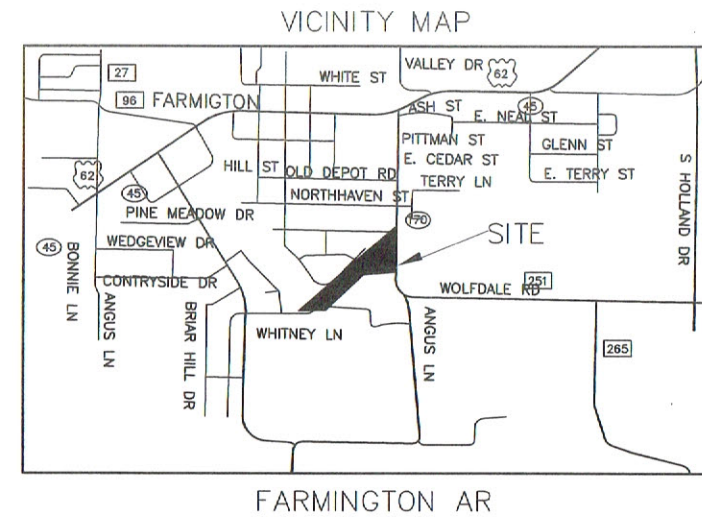 VICINITY MAP
VALLEY DR
62
27
WHITE ST
96
FARMIGTON
ASH ST
45
E. NEAL ST
PITTMAN ST
GLENN ST
HILL ST
OLD DEPOT RD
E. CEDAR ST
62
TERRY LN
E. TERRY ST
S HOLLAND DR
45
NORTHHAVEN ST
PINE MEADOW DR
170
45
BONNIE LN
WEDGEVIEW DR
SITE
CONTRYSIDE DR
251
WOLFDALE RD
ANGUS LN
BRIAR HILL DR
WHITNEY LN
ANGUS LN
265
FARMINGTON AR